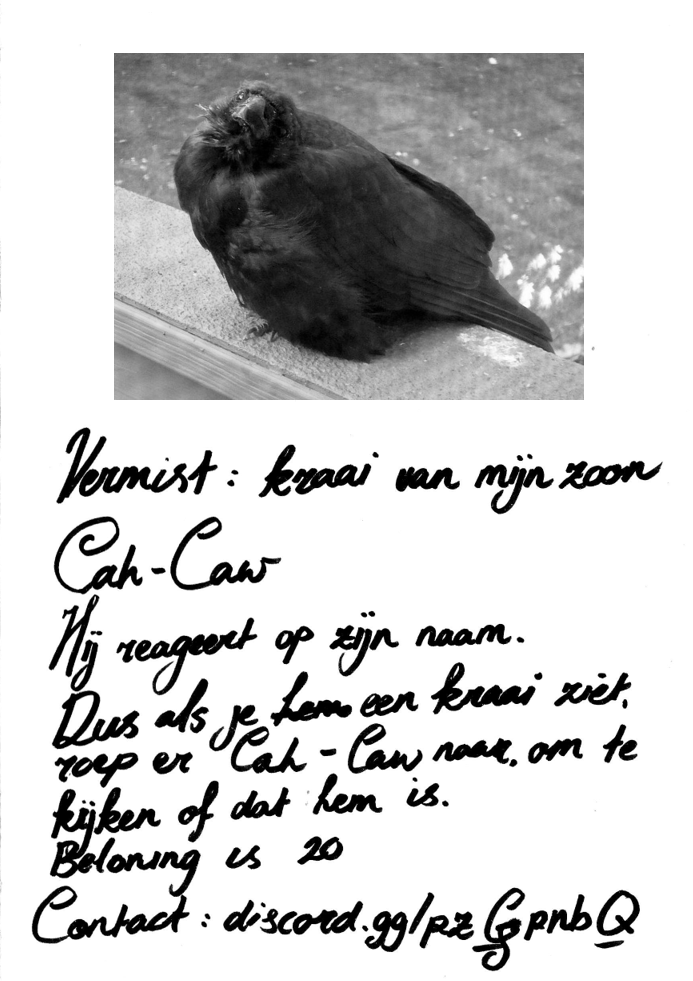 Vermist: kraai van mijn zoon
Cah-Caw
Hij reageert op zijn naam.
Dus als je hem een kraai ziet,
roep er Cah-Caw naar, om te
kijken of dat hem is.
Beloning is 20
Contact: discord.gg/pzGpnbQ